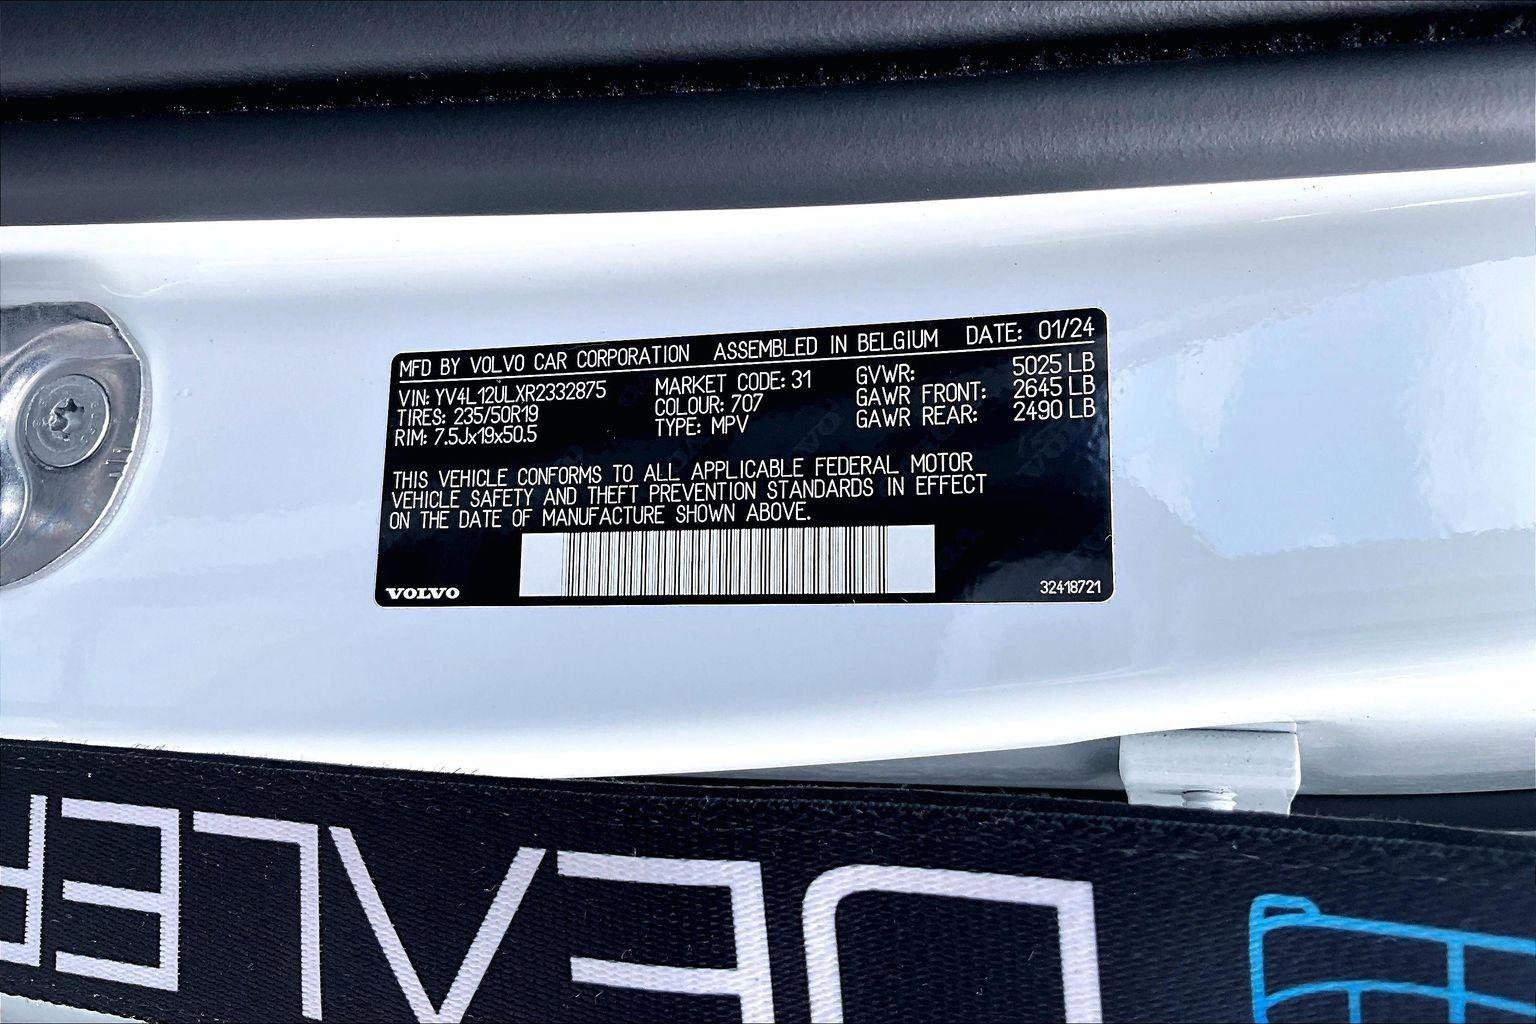 MFD BY VOLVO CAR CORPORATION ASSEMBLED IN BELGIUM DATE: 01/24
VIN: YV4L12ULXR2332875 MARKET CODE: 31 GVWR: 5025 LB
TIRES: 235/50R19 COLOUR: 707 GAWR FRONT: 2645 LB
RIM: 7.5Jx19x50.5 TYPE: MPV GAWR REAR: 2490 LB
THIS VEHICLE CONFORMS TO ALL APPLICABLE FEDERAL MOTOR
VEHICLE SAFETY AND THEFT PREVENTION STANDARDS IN EFFECT
ON THE DATE OF MANUFACTURE SHOWN ABOVE.
VOLVO 32418721